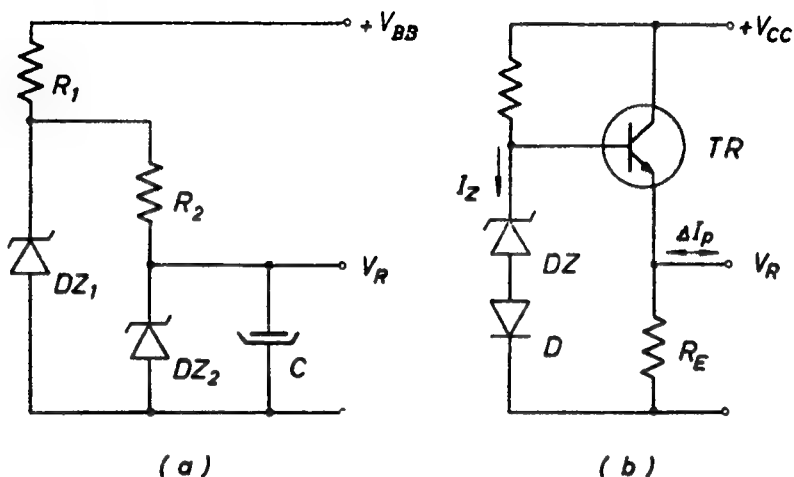 + V_BB
R_1
R_2
DZ_1
V_R
DZ_2
C
(a)
+V_CC
TR
I_Z
ΔI_p
V_R
DZ
D
R_E
(b)